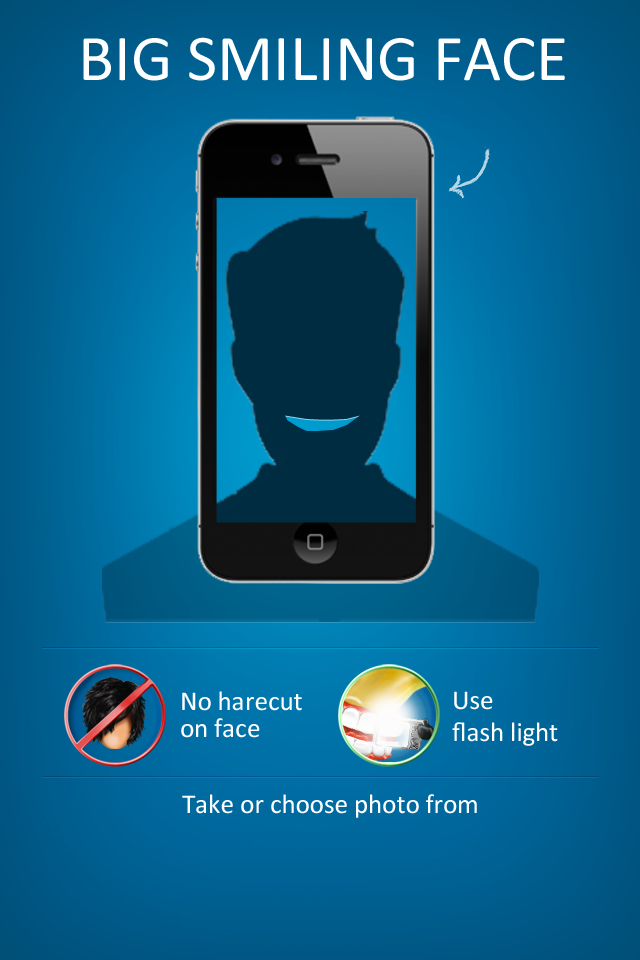 BIG SMILING FACE
No harecut
on face
Use
flash light
Take or choose photo from